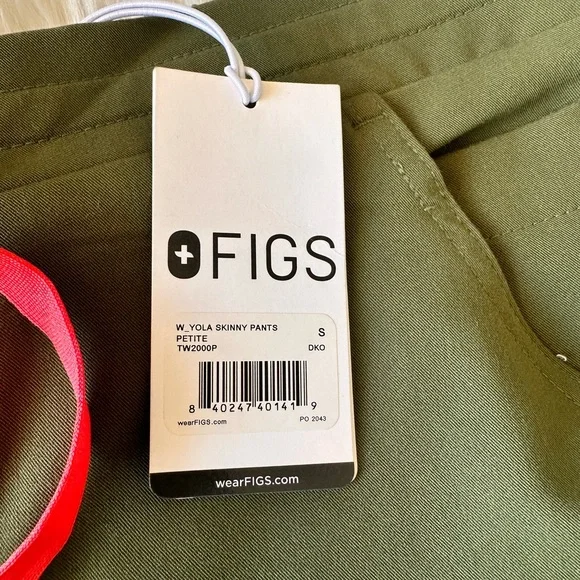 FIGS
W_YOLA SKINNY PANTS S
PETITE
TW2000P DKO
8 40247 40141 9
wearFIGS.com PO 2043
wearFIGS.com